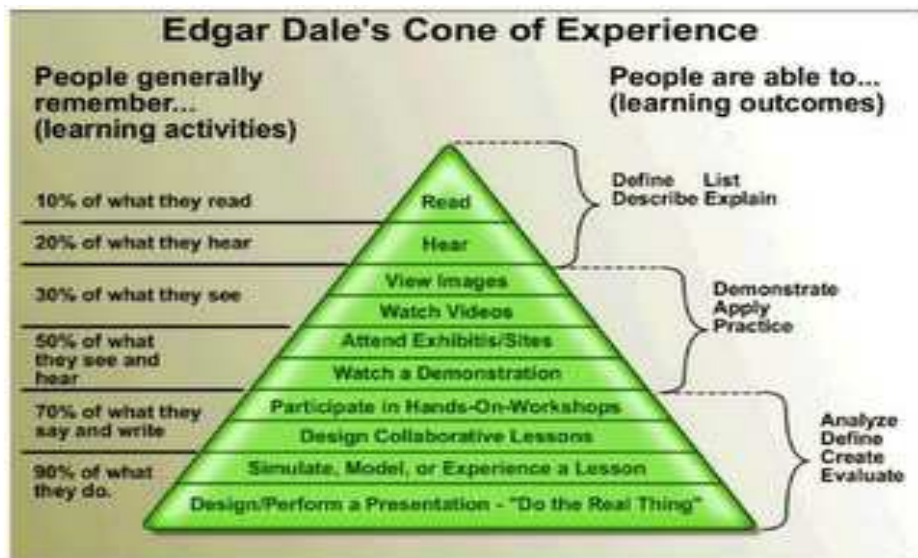 Edgar Dale's Cone of Experience
People generally
remember...
(learning activities)
People are able to...
(learning outcomes)
10% of what they read
20% of what they hear
30% of what they see
50% of what
they see and
hear
70% of what they
say and write
90% of what
they do.
Read
Hear
View Images
Watch Videos
Attend Exhibitis/Sites
Watch a Demonstration
Participate in Hands-On-Workshops
Design Collaborative Lessons
Simulate, Model, or Experience a Lesson
Design/Perform a Presentation - "Do the Real Thing"
Define List
Describe Explain
Demonstrate
Apply
Practice
Analyze
Define
Create
Evaluate